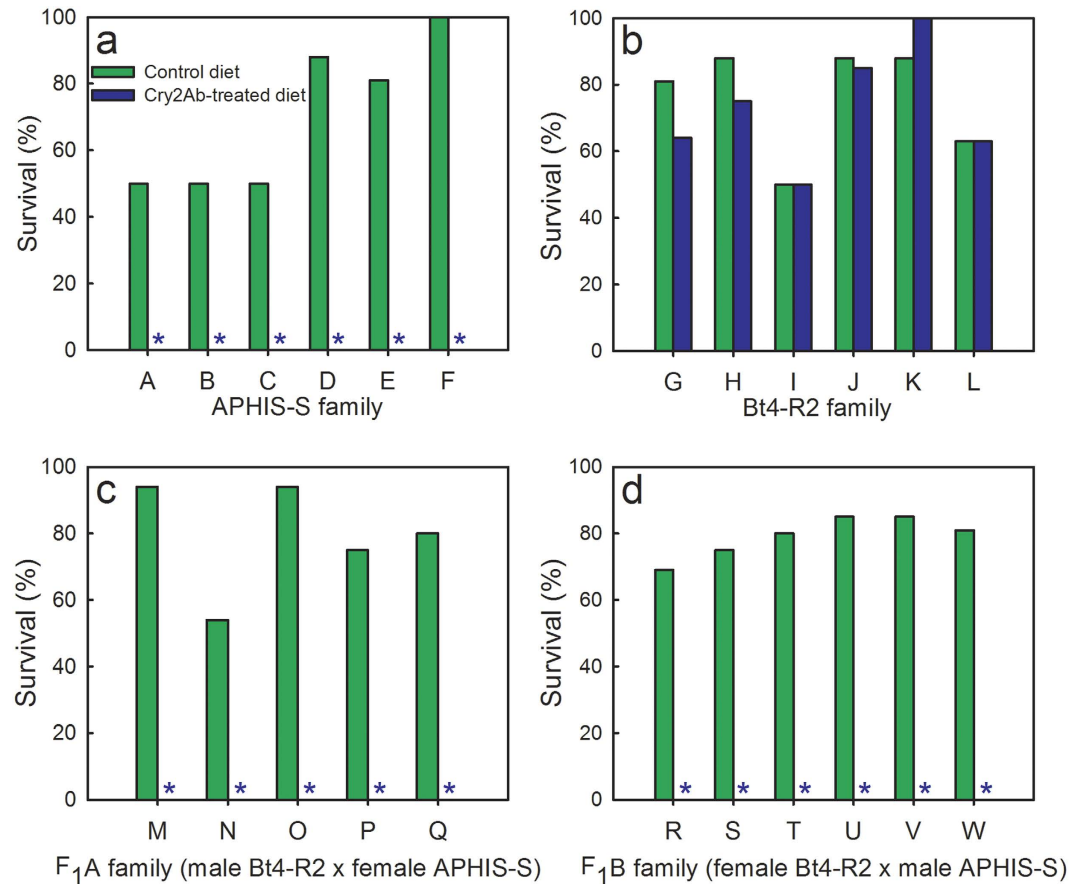 a
Control diet
Cry2Ab-treated diet
Survival (%)
100
80
60
40
20
0
* * * * * *
A B C D E F
APHIS-S family
b
Survival (%)
100
80
60
40
20
0
G H I J K L
Bt4-R2 family
c
Survival (%)
100
80
60
40
20
0
* * * * *
M N O P Q
F₁A family (male Bt4-R2 x female APHIS-S)
d
Survival (%)
100
80
60
40
20
0
* * * * * *
R S T U V W
F₁B family (female Bt4-R2 x male APHIS-S)